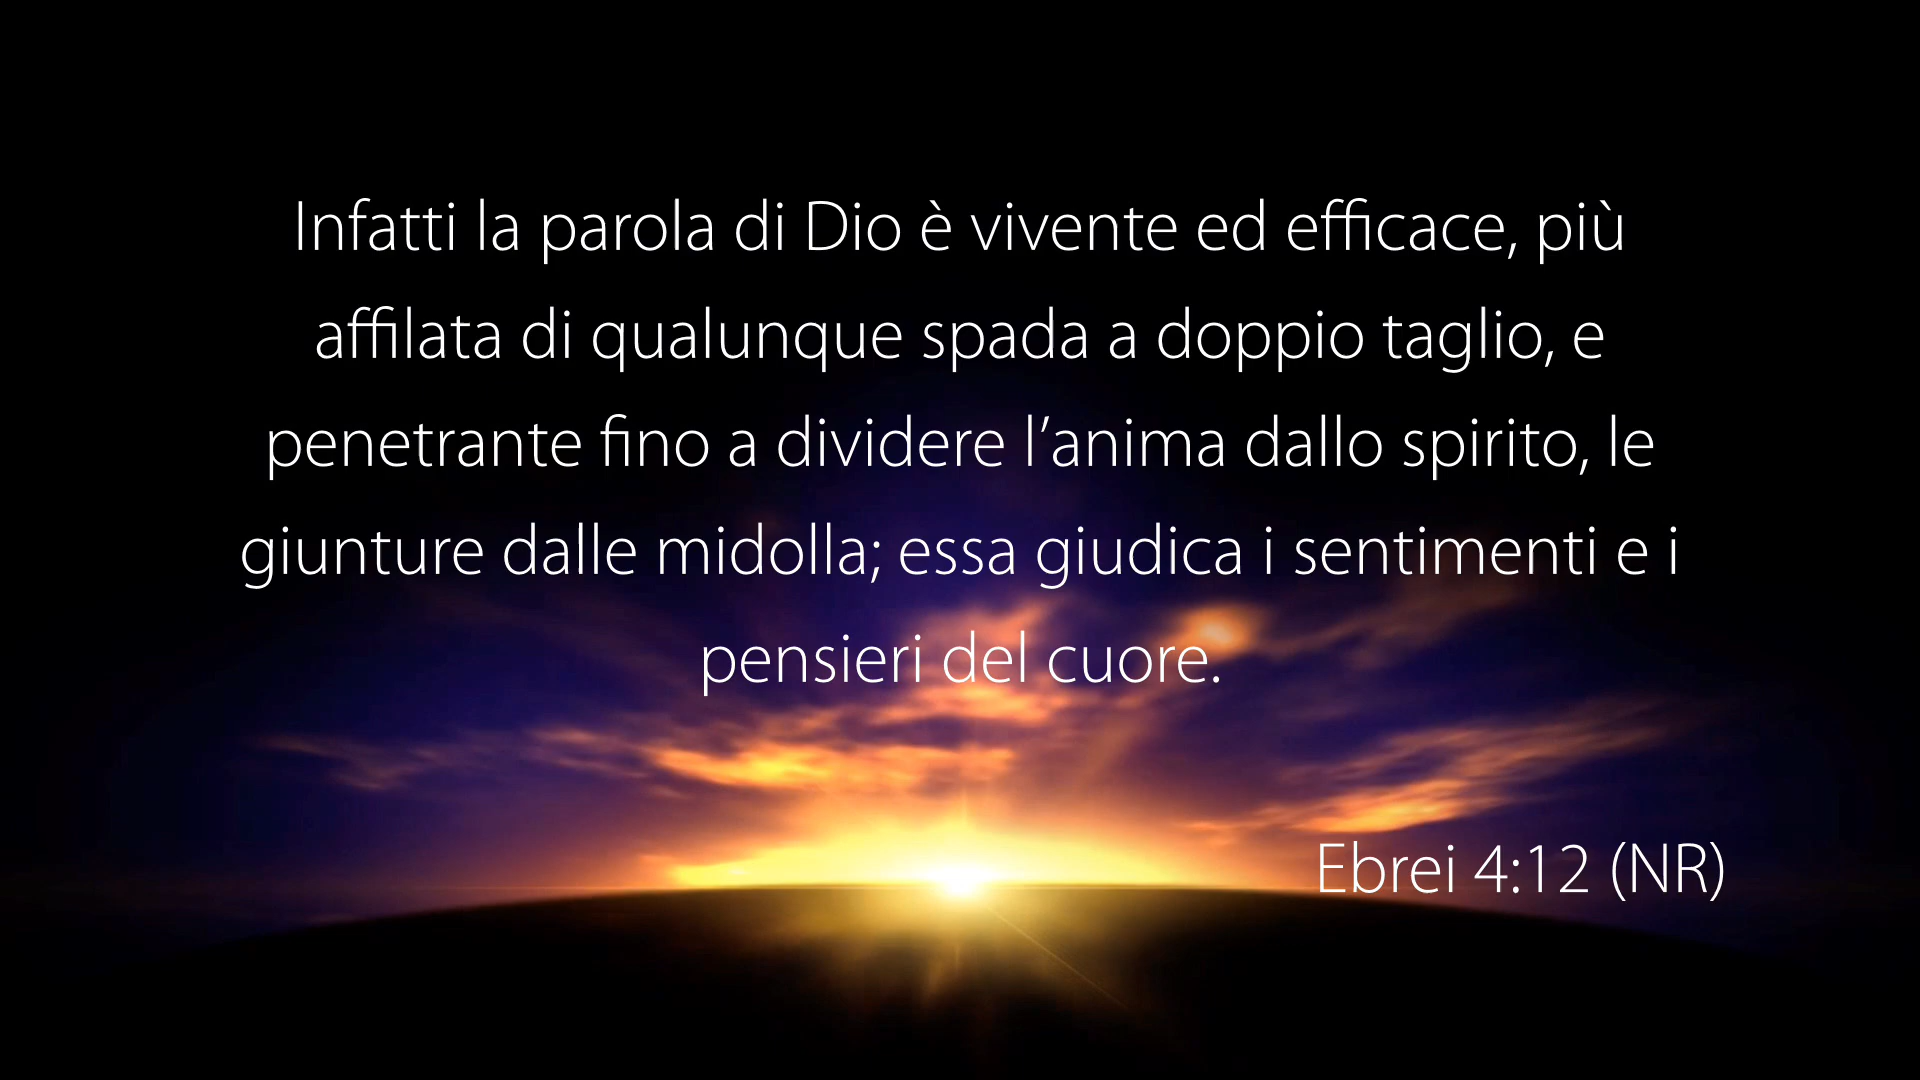 Infatti la parola di Dio è vivente ed efficace, più
affilata di qualunque spada a doppio taglio, e
penetrante fino a dividere l’anima dallo spirito, le
giunture dalle midolla; essa giudica i sentimenti e i
pensieri del cuore.
Ebrei 4:12 (NR)